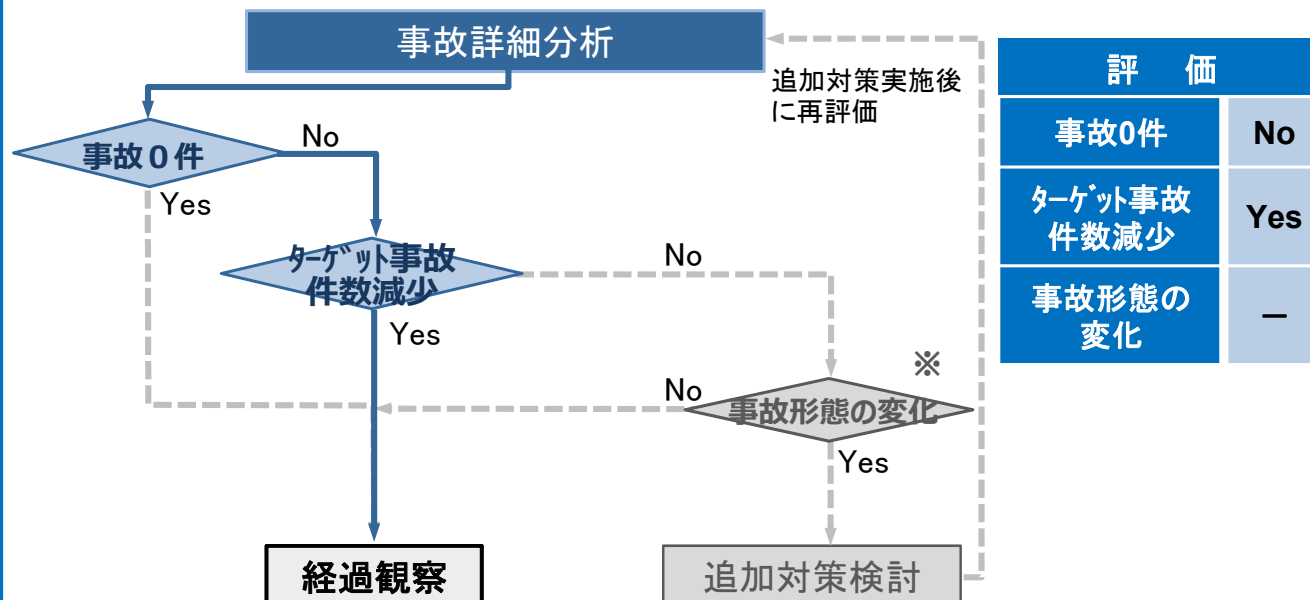 事故詳細分析
追加対策実施後
に再評価
事故０件
No
Yes
ﾀｰｹﾞｯﾄ事故
件数減少
No
Yes
※
事故形態の変化
No
Yes
経過観察
追加対策検討
評　価
事故0件
No
ﾀｰｹﾞｯﾄ事故
件数減少
Yes
事故形態の
変化
－